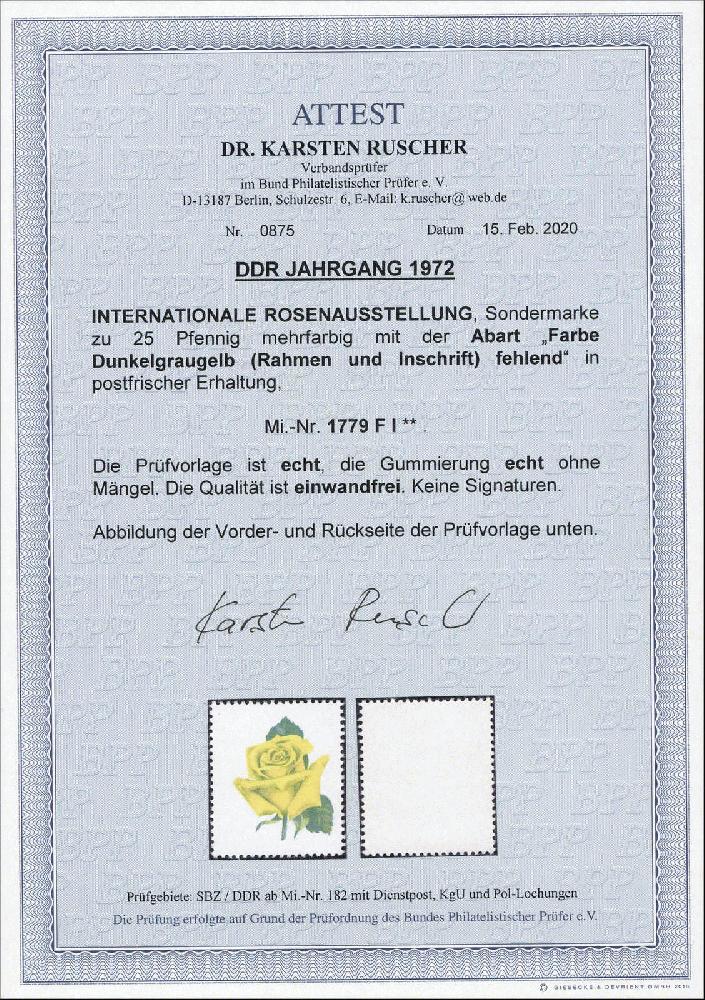 ATTEST
DR. KARSTEN RUSCHER
Verbandsprüfer
im Bund Philatelistischer Prüfer e. V.
D-13187 Berlin, Schulzestr. 6, E-Mail: k.ruscher@web.de
Nr. 0875 Datum 15. Feb. 2020
DDR JAHRGANG 1972
INTERNATIONALE ROSENAUSSTELLUNG, Sondermarke
zu 25 Pfennig mehrfarbig mit der Abart „Farbe
Dunkelgraugelb (Rahmen und Inschrift) fehlend“ in
postfrischer Erhaltung.
Mi.-Nr. 1779 F I ** .
Die Prüfvorlage ist echt, die Gummierung echt ohne
Mängel. Die Qualität ist einwandfrei. Keine Signaturen.
Abbildung der Vorder- und Rückseite der Prüfvorlage unten.
Karsten Ruscher
Prüfgebiete: SBZ / DDR ab Mi.-Nr. 182 mit Dienstpost, KgU und Pol-Lochungen
Die Prüfung erfolgte auf Grund der Prüfordnung des Bundes Philatelistischer Prüfer e.V.
GIESECKE & DEVRIENT GMBH